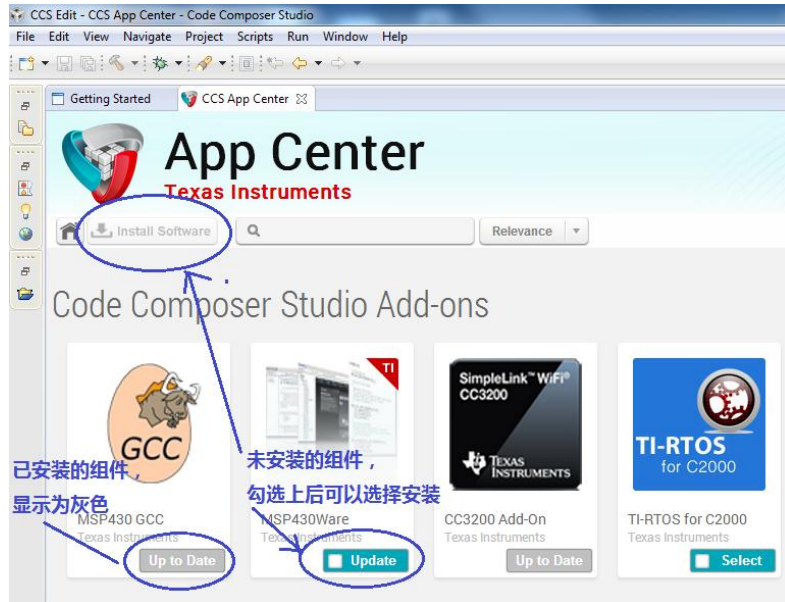 CCS Edit - CCS App Center - Code Composer Studio
File Edit View Navigate Project Scripts Run Window Help
Getting Started CCS App Center
App Center
Texas Instruments
Install Software Relevance
Code Composer Studio Add-ons
GCC
TI
SimpleLink™ WiFi®
CC3200
TEXAS
INSTRUMENTS
TI-RTOS
for C2000
已安装的组件，
显示为灰色
未安装的组件，
勾选上后可以选择安装
MSP430 GCC MSP430Ware CC3200 Add-On TI-RTOS for C2000
Texas Instruments Texas Instruments Texas Instruments Texas Instruments
Up to Date Update Up to Date Select